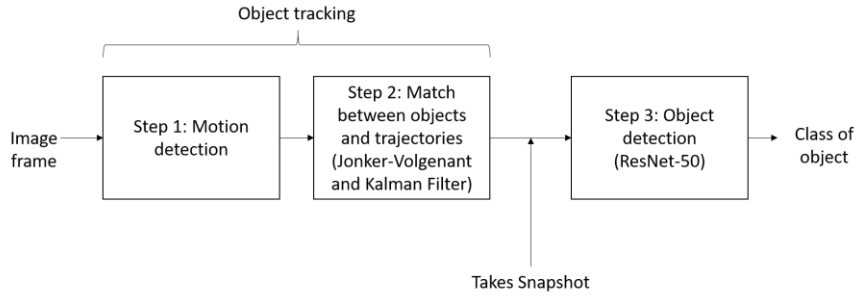 Object tracking
Image
frame
Step 1: Motion
detection
Step 2: Match
between objects
and trajectories
(Jonker-Volgenant
and Kalman Filter)
Step 3: Object
detection
(ResNet-50)
Class of
object
Takes Snapshot